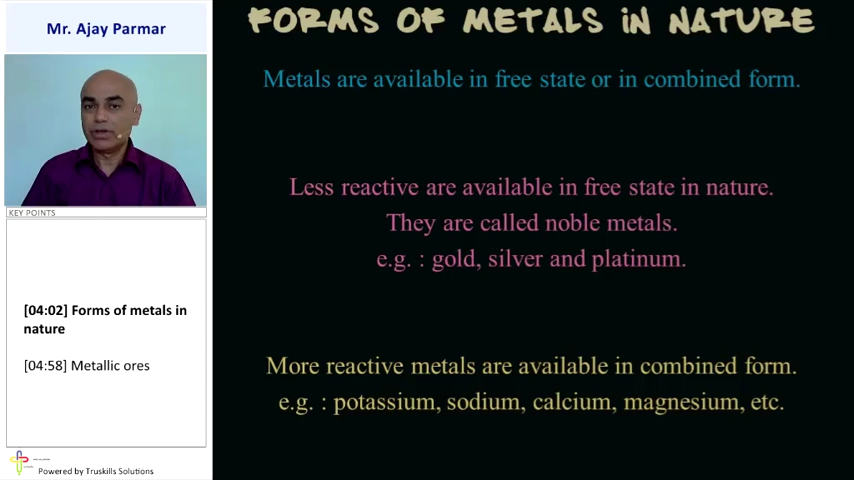 Mr. Ajay Parmar
KEY POINTS
[04:02] Forms of metals in
nature
[04:58] Metallic ores
Powered by Truskills Solutions
FORMS OF METALS IN NATURE
Metals are available in free state or in combined form.
Less reactive are available in free state in nature.
They are called noble metals.
e.g. : gold, silver and platinum.
More reactive metals are available in combined form.
e.g. : potassium, sodium, calcium, magnesium, etc.